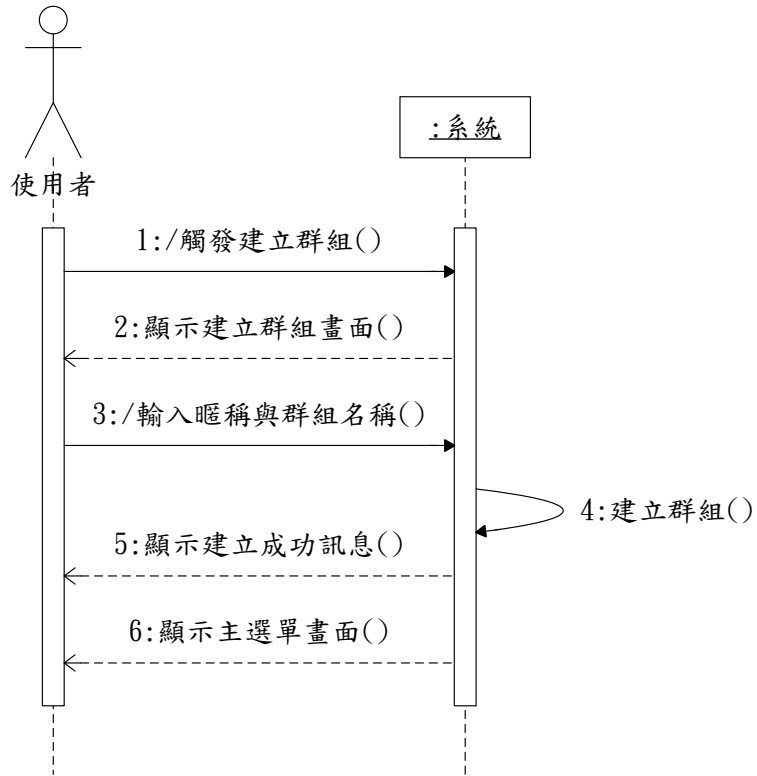 :系統
使用者
1:/觸發建立群組()
2:顯示建立群組畫面()
3:/輸入暱稱與群組名稱()
4:建立群組()
5:顯示建立成功訊息()
6:顯示主選單畫面()